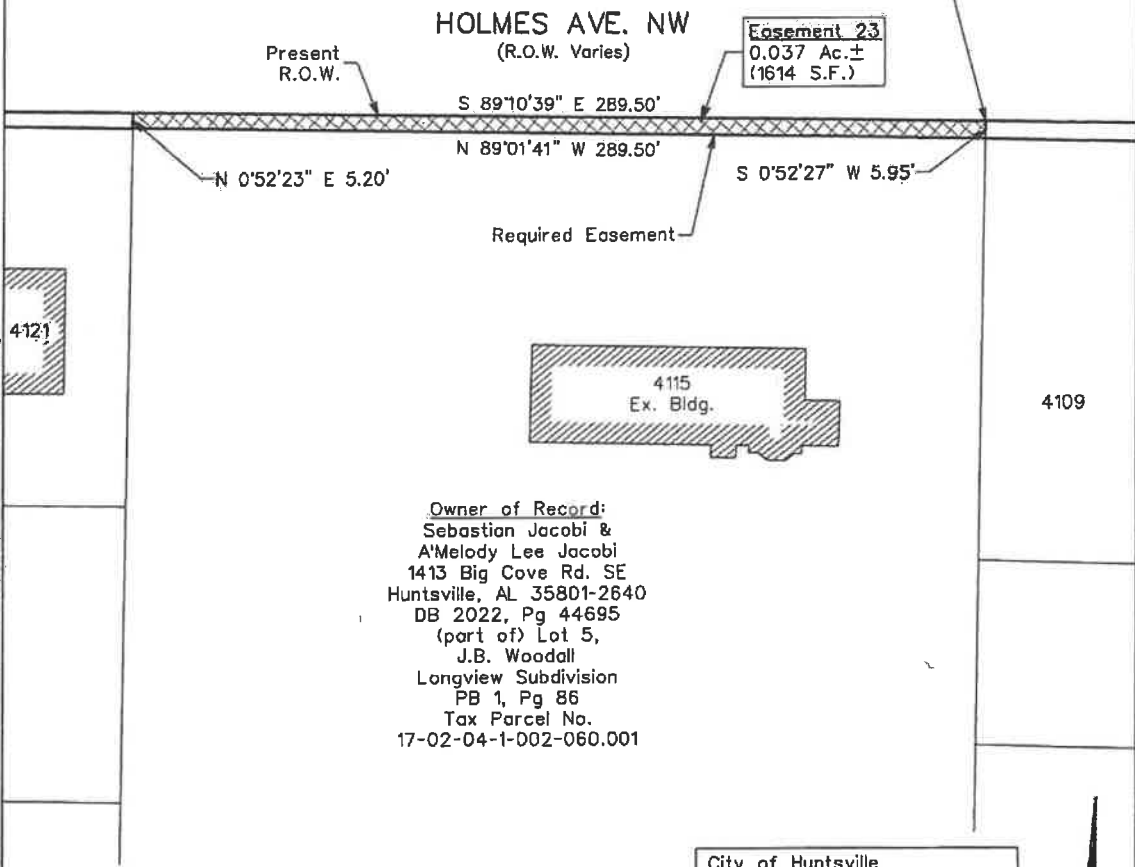 HOLMES AVE. NW
(R.O.W. Varies)
Present
R.O.W.
Easement 23
0.037 Ac.±
(1614 S.F.)
S 89°10'39" E 289.50'
N 89°01'41" W 289.50'
N 0°52'23" E 5.20'
S 0°52'27" W 5.95'
Required Easement
4121
4115
Ex. Bldg.
4109
Owner of Record:
Sebastian Jacobi &
A'Melody Lee Jacobi
1413 Big Cove Rd. SE
Huntsville, AL 35801-2640
DB 2022, Pg 44695
(part of) Lot 5,
J.B. Woodall
Longview Subdivision
PB 1, Pg 86
Tax Parcel No.
17-02-04-1-002-060.001
City of Huntsville